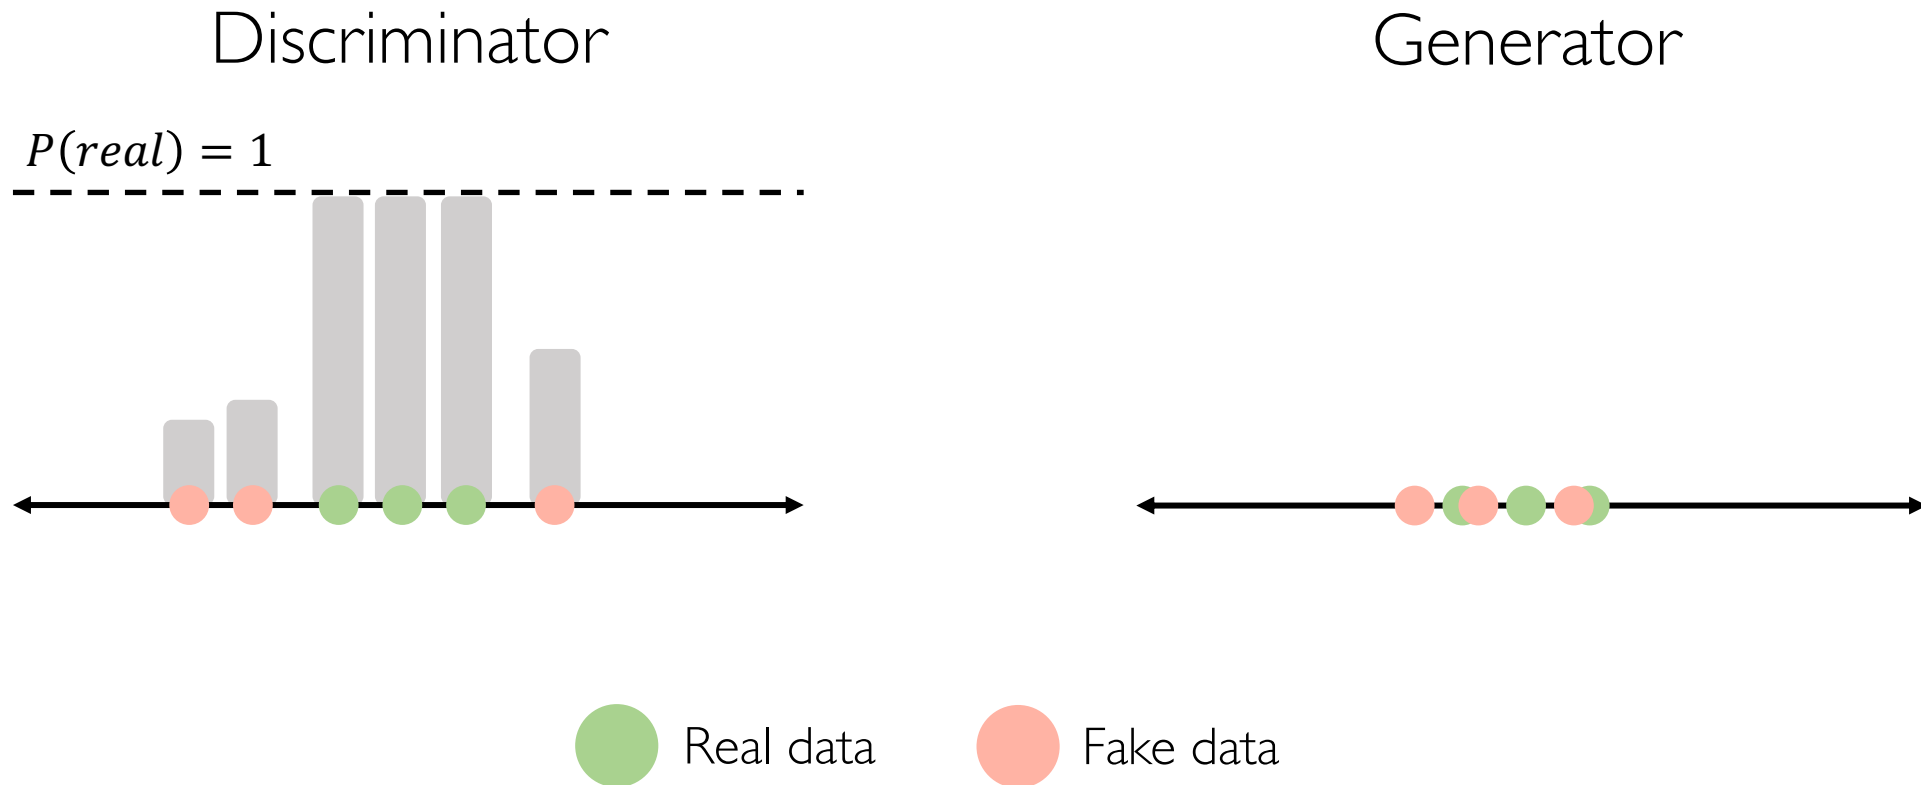 Discriminator
Generator
P(real) = 1
Real data
Fake data